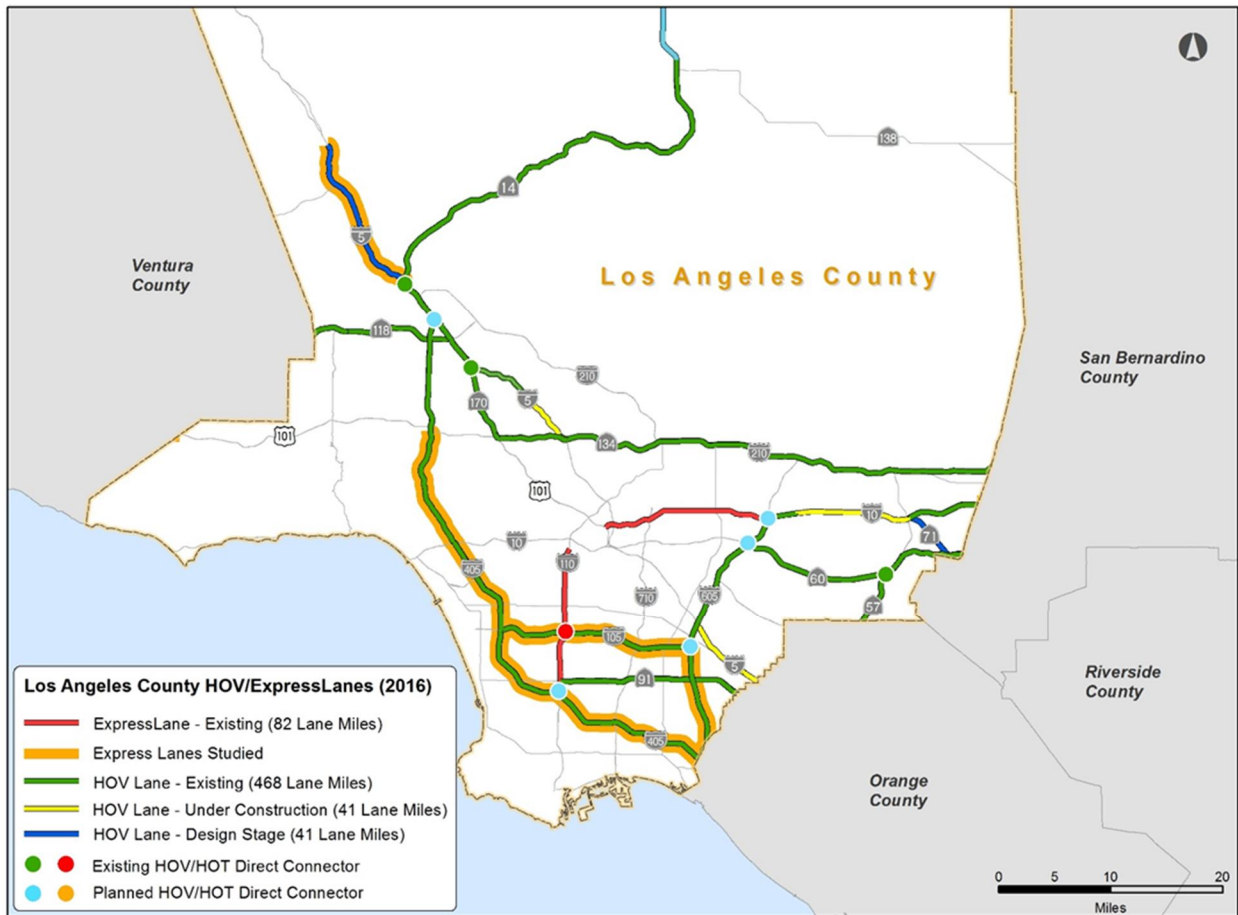 138
14
5
Ventura
County
Los Angeles County
118
San Bernardino
County
210
5
170
101
134
210
101
10
10
71
110
405
60
710
605
57
105
5
91
Riverside
County
405
Orange
County
Los Angeles County HOV/ExpressLanes (2016)
ExpressLane - Existing (82 Lane Miles)
Express Lanes Studied
HOV Lane - Existing (468 Lane Miles)
HOV Lane - Under Construction (41 Lane Miles)
HOV Lane - Design Stage (41 Lane Miles)
Existing HOV/HOT Direct Connector
Planned HOV/HOT Direct Connector
0 5 10 20
Miles